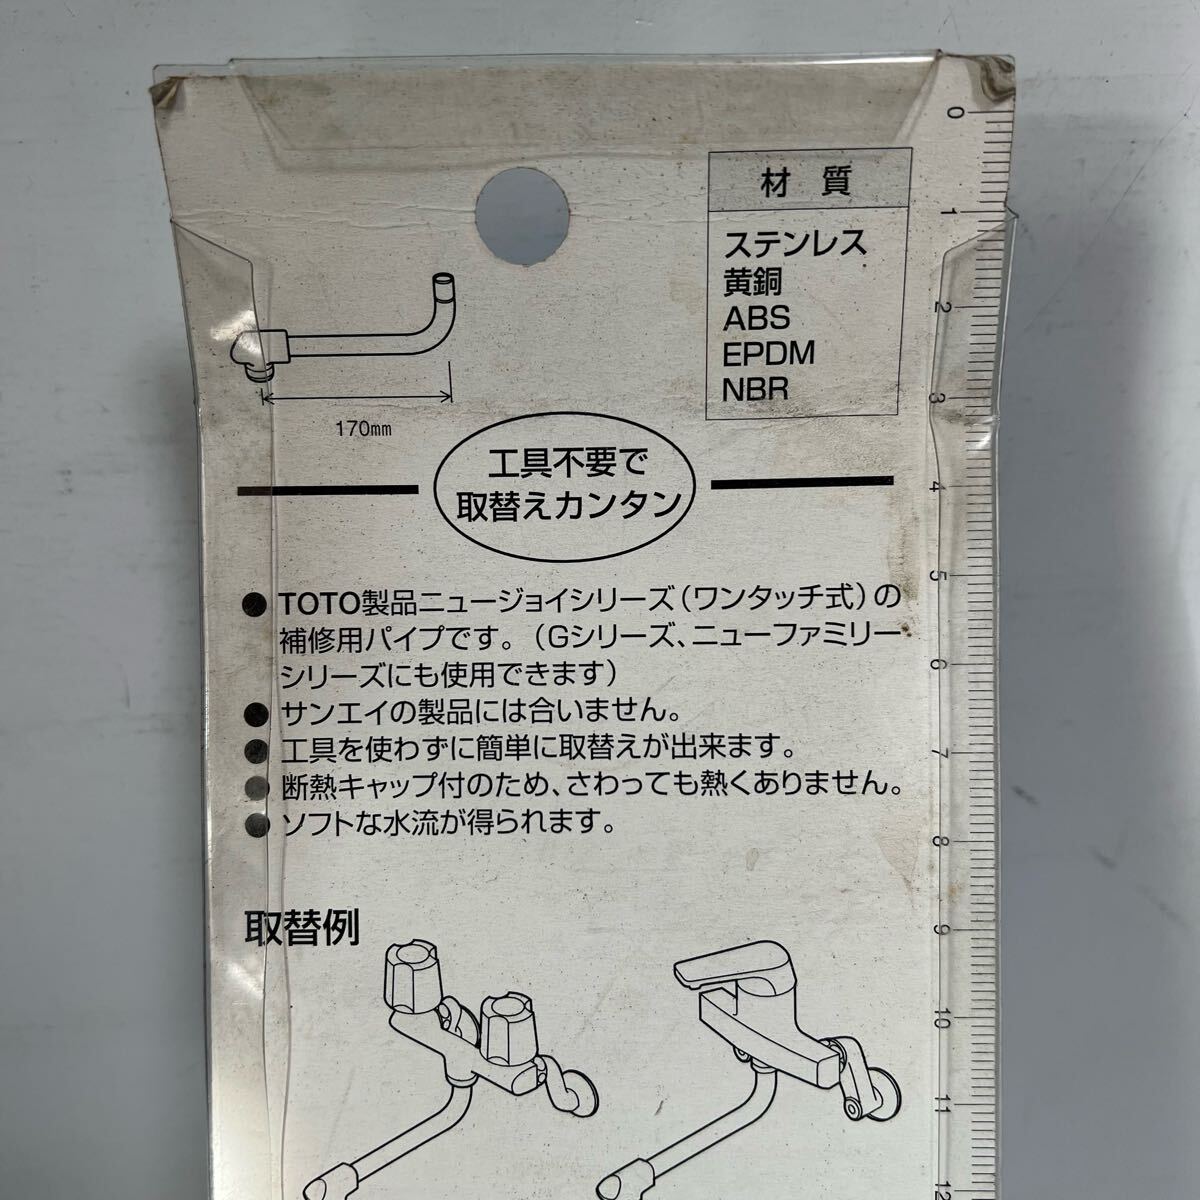 材 質
ステンレス
黄銅
ABS
EPDM
NBR
170mm
工具不要で
取替えカンタン
● TOTO製品ニュージョイシリーズ(ワンタッチ式)の
補修用パイプです。(Gシリーズ、ニューファミリー
シリーズにも使用できます)
● サンエイの製品には合いません。
● 工具を使わずに簡単に取替えが出来ます。
● 断熱キャップ付のため、さわっても熱くありません。
● ソフトな水流が得られます。
取替例
0
1
2
3
4
5
6
7
8
9
10
11
12